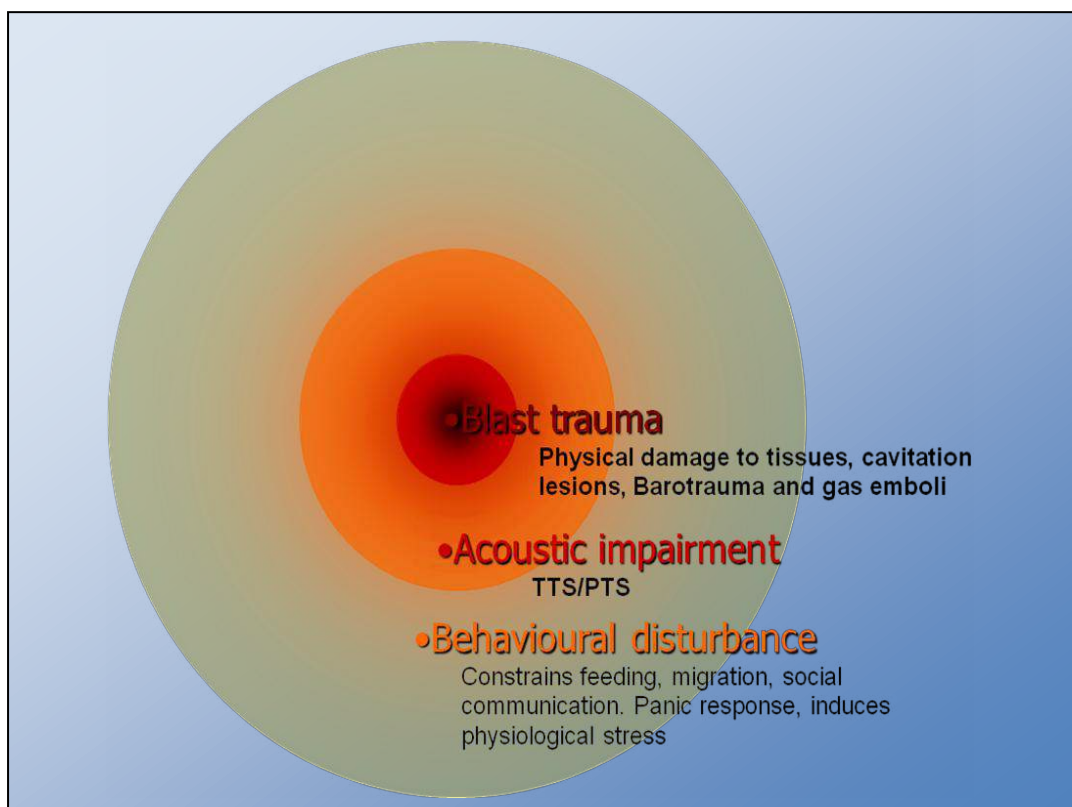 •Blast trauma
Physical damage to tissues, cavitation
lesions, Barotrauma and gas emboli
•Acoustic impairment
TTS/PTS
•Behavioural disturbance
Constrains feeding, migration, social
communication. Panic response, induces
physiological stress